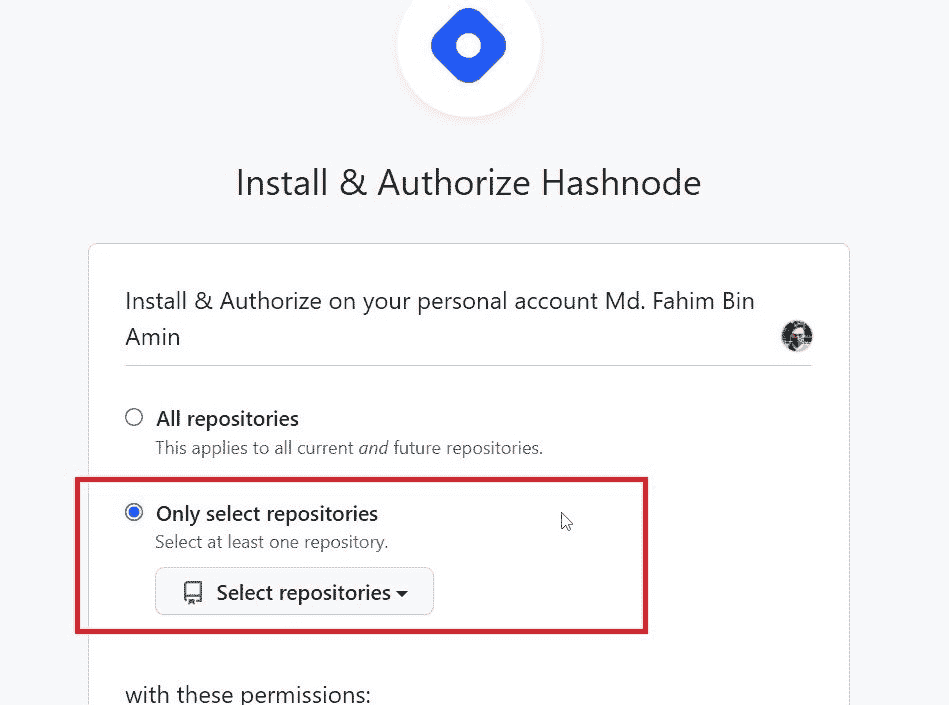 Install & Authorize Hashnode
Install & Authorize on your personal account Md. Fahim Bin
Amin
All repositories
This applies to all current and future repositories.
Only select repositories
Select at least one repository.
Select repositories
with these permissions: